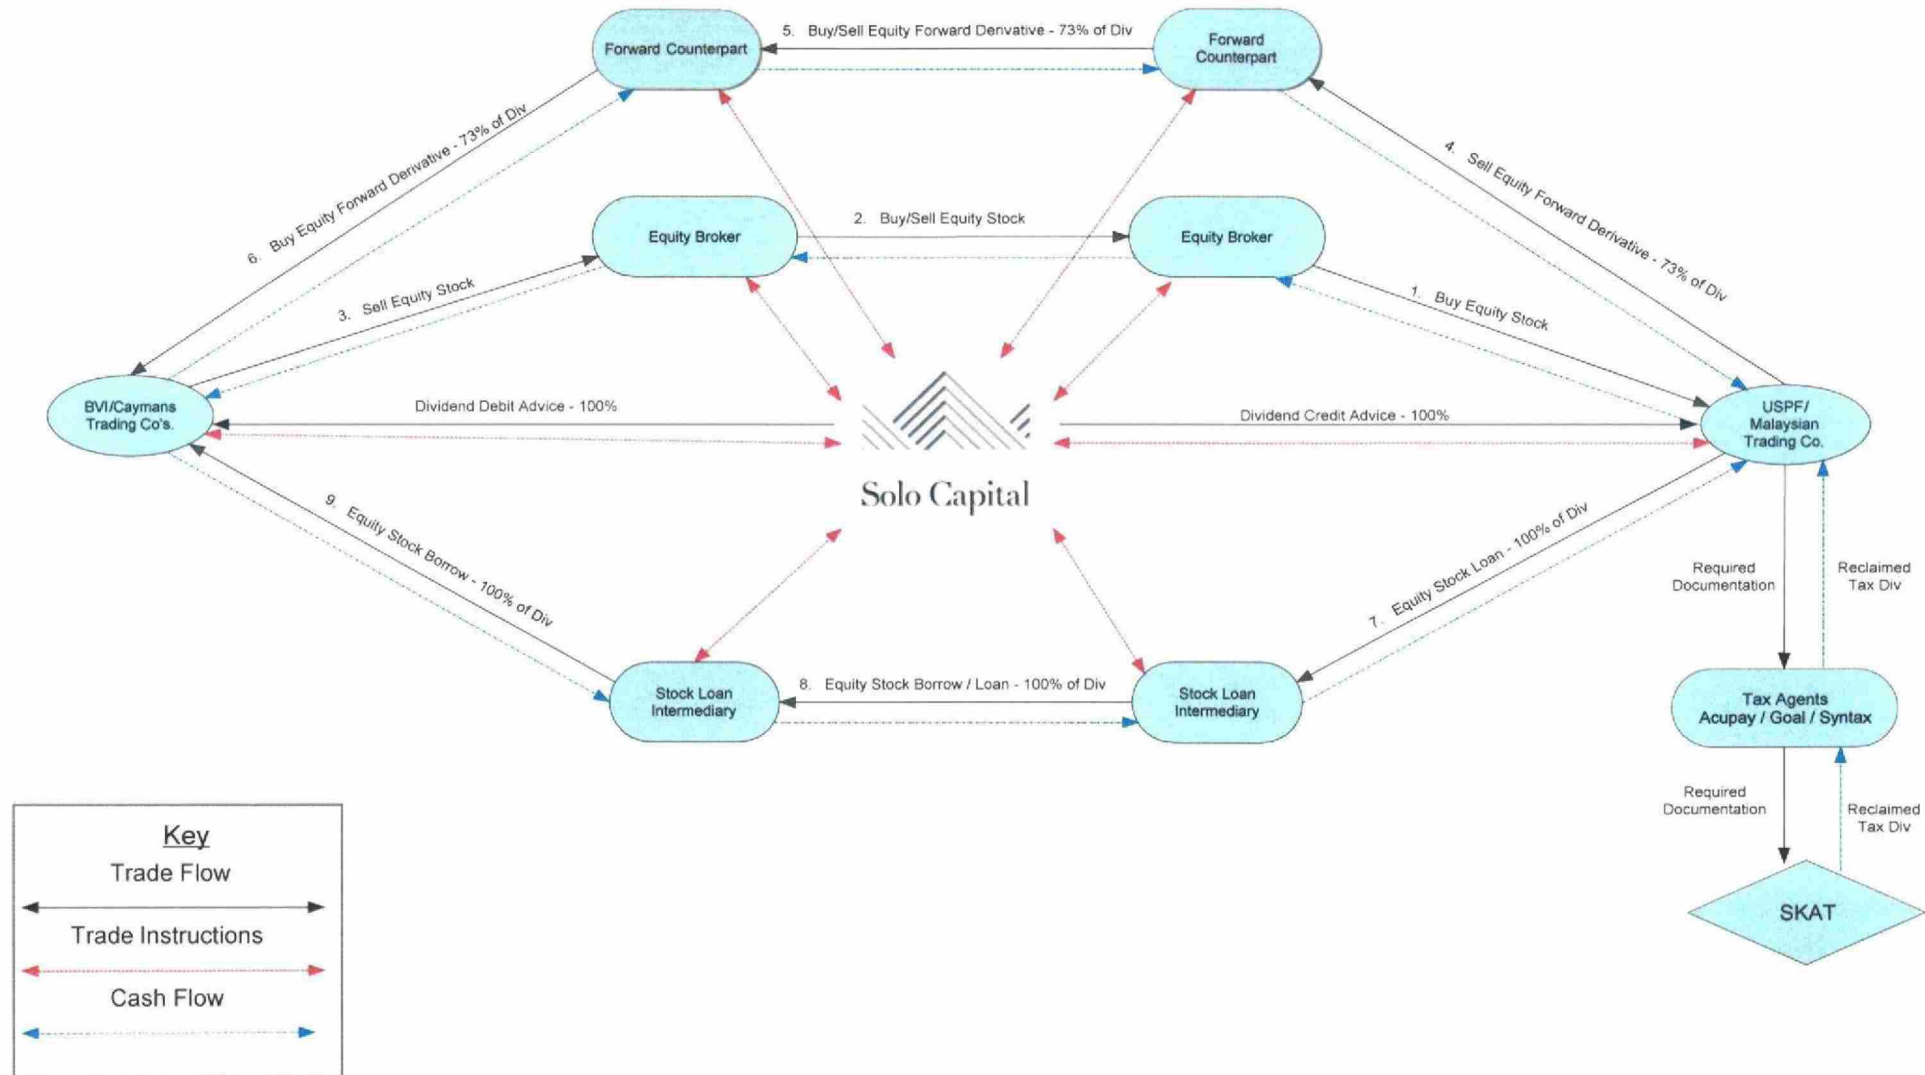 Forward Counterpart
5. Buy/Sell Equity Forward Derivative - 73% of Div
Forward
Counterpart
6. Buy Equity Forward Derivative - 73% of Div
4. Sell Equity Forward Derivative - 73% of Div
Equity Broker
2. Buy/Sell Equity Stock
Equity Broker
3. Sell Equity Stock
1. Buy Equity Stock
BVI/Caymans
Trading Co's.
Dividend Debit Advice - 100%
Dividend Credit Advice - 100%
USPF/
Malaysian
Trading Co.
Solo Capital
9. Equity Stock Borrow - 100% of Div
7. Equity Stock Loan - 100% of Div
Required
Documentation
Reclaimed
Tax Div
Stock Loan
Intermediary
8. Equity Stock Borrow / Loan - 100% of Div
Stock Loan
Intermediary
Tax Agents
Acupay / Goal / Syntax
Required
Documentation
Reclaimed
Tax Div
SKAT
Key
Trade Flow
Trade Instructions
Cash Flow